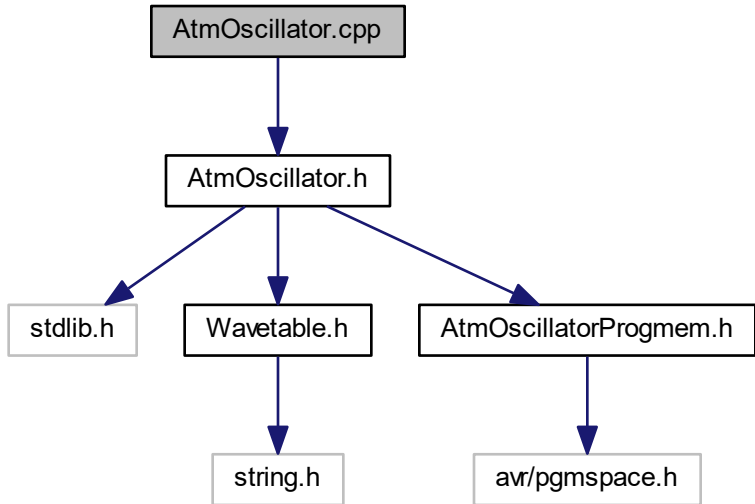 AtmOscillator.cpp
AtmOscillator.h
stdlib.h
Wavetable.h
AtmOscillatorProgmem.h
string.h
avr/pgmspace.h